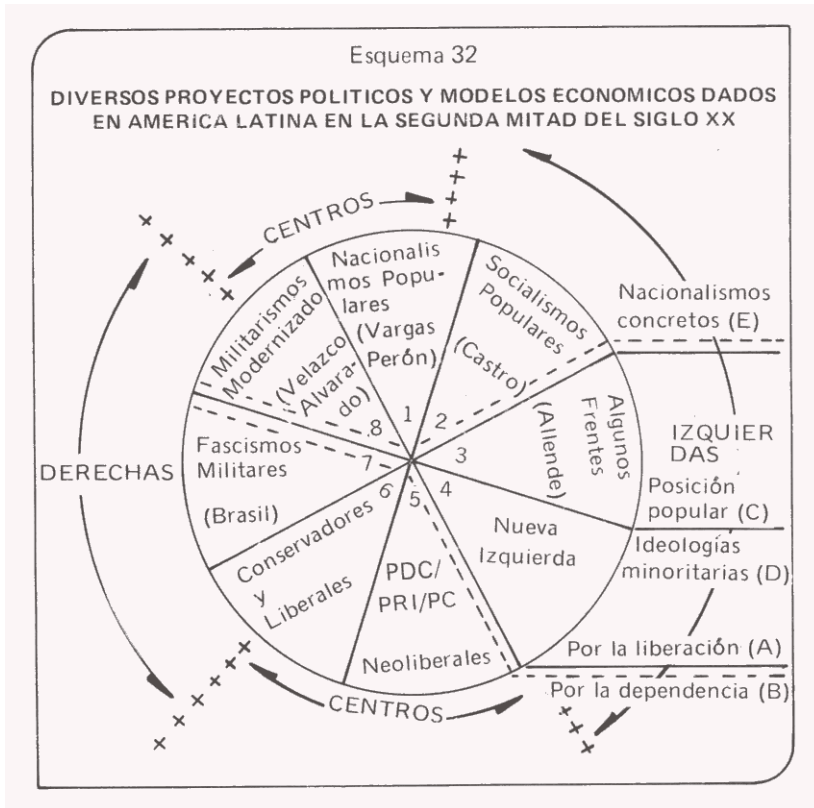 Esquema 32
DIVERSOS PROYECTOS POLITICOS Y MODELOS ECONOMICOS DADOS
EN AMERICA LATINA EN LA SEGUNDA MITAD DEL SIGLO XX
CENTROS
Nacionalis
mos Popu-
lares
(Vargas
Perón)
1
Socialismos
Populares
(Castro)
2
Nacionalismos
concretos (E)
Algunos
Frentes
(Allende)
3
IZQUIER
DAS
Posición
popular (C)
Ideologías
minoritarias (D)
Nueva
Izquierda
4
Por la liberación (A)
Por la dependencia (B)
PDC/
PRI/PC
Neoliberales
5
CENTROS
Conservadores
y
Liberales
6
Fascismos
Militares
(Brasil)
7
DERECHAS
Militarismos
Modernizado
(Velazco
Alvara-
do)
8